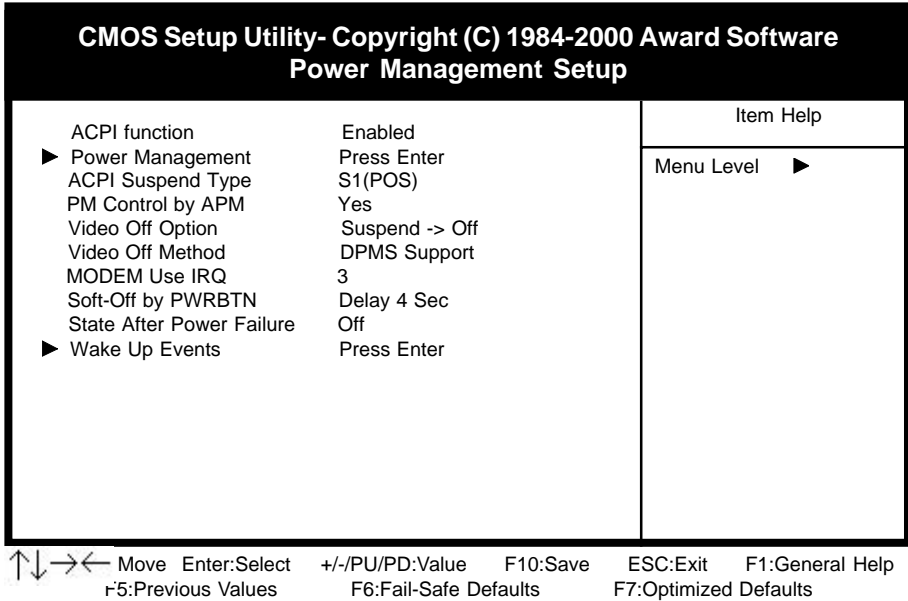 CMOS Setup Utility- Copyright (C) 1984-2000 Award Software
Power Management Setup
ACPI function Enabled
Power Management Press Enter
ACPI Suspend Type S1(POS)
PM Control by APM Yes
Video Off Option Suspend -> Off
Video Off Method DPMS Support
MODEM Use IRQ 3
Soft-Off by PWRBTN Delay 4 Sec
State After Power Failure Off
Wake Up Events Press Enter
Item Help
Menu Level
↑↓→← Move Enter:Select +/-/PU/PD:Value F10:Save ESC:Exit F1:General Help
F5:Previous Values F6:Fail-Safe Defaults F7:Optimized Defaults